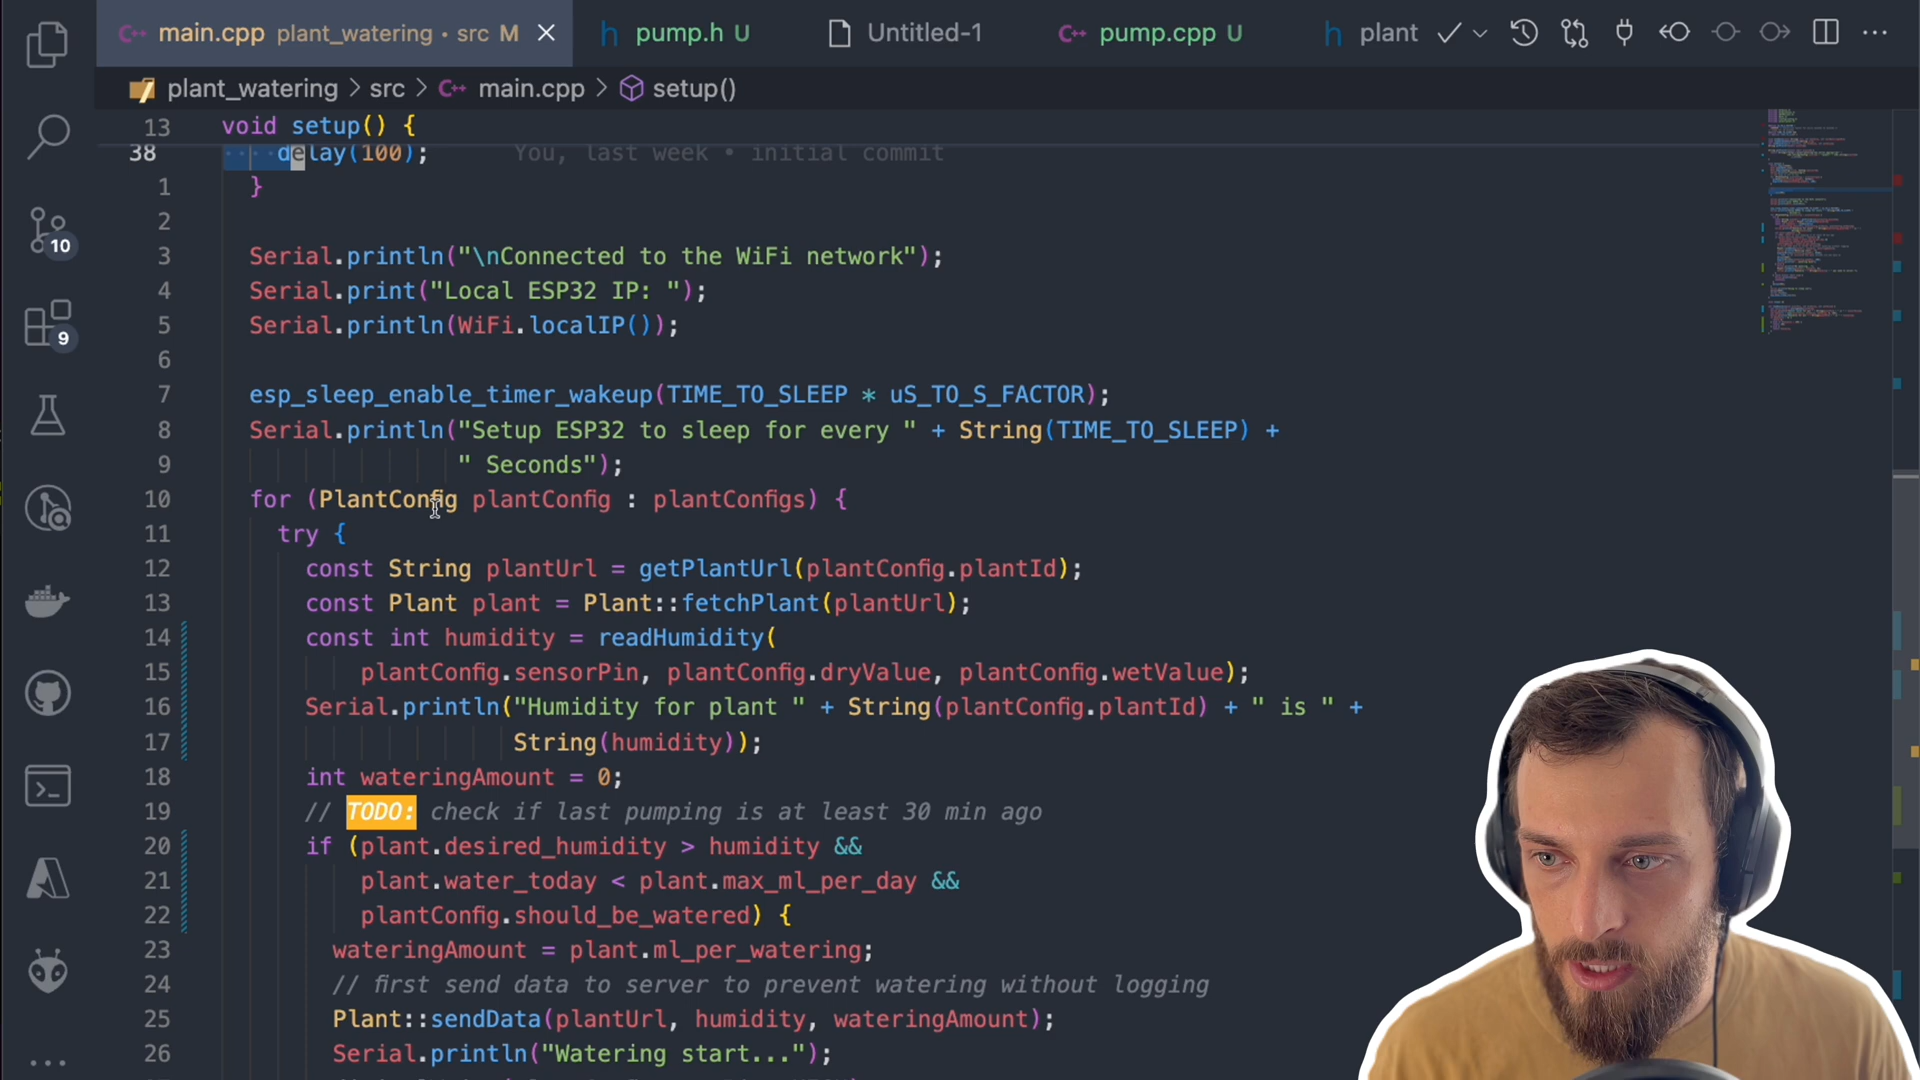 main.cpp plant_watering • src M
pump.h U
Untitled-1
pump.cpp U
plant
plant_watering > src > main.cpp > setup()
13 void setup() {
38 delay(100); You, last week • initial commit
1 }
2
3 Serial.println("\nConnected to the WiFi network");
4 Serial.print("Local ESP32 IP: ");
5 Serial.println(WiFi.localIP());
6
7 esp_sleep_enable_timer_wakeup(TIME_TO_SLEEP * uS_TO_S_FACTOR);
8 Serial.println("Setup ESP32 to sleep for every " + String(TIME_TO_SLEEP) +
9 " Seconds");
10 for (PlantConfig plantConfig : plantConfigs) {
11 try {
12 const String plantUrl = getPlantUrl(plantConfig.plantId);
13 const Plant plant = Plant::fetchPlant(plantUrl);
14 const int humidity = readHumidity(
15 plantConfig.sensorPin, plantConfig.dryValue, plantConfig.wetValue);
16 Serial.println("Humidity for plant " + String(plantConfig.plantId) + " is " +
17 String(humidity));
18 int wateringAmount = 0;
19 // TODO: check if last pumping is at least 30 min ago
20 if (plant.desired_humidity > humidity &&
21 plant.water_today < plant.max_ml_per_day &&
22 plantConfig.should_be_watered) {
23 wateringAmount = plant.ml_per_watering;
24 // first send data to server to prevent watering without logging
25 Plant::sendData(plantUrl, humidity, wateringAmount);
26 Serial.println("Watering start...");
10
9